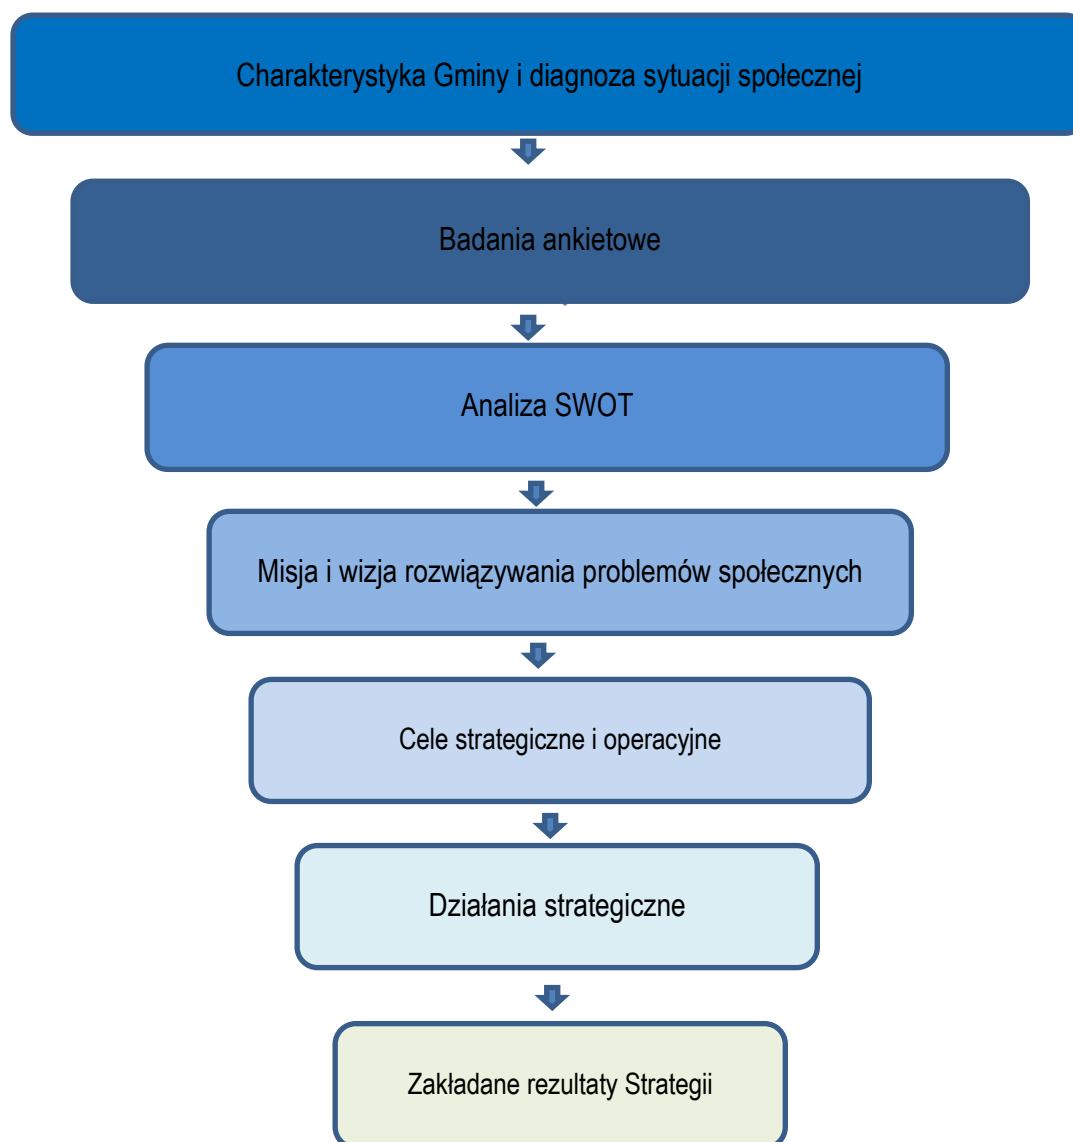 Charakterystyka Gminy i diagnoza sytuacji społecznej
Badania ankietowe
Analiza SWOT
Misja i wizja rozwiązywania problemów społecznych
Cele strategiczne i operacyjne
Działania strategiczne
Zakładane rezultaty Strategii